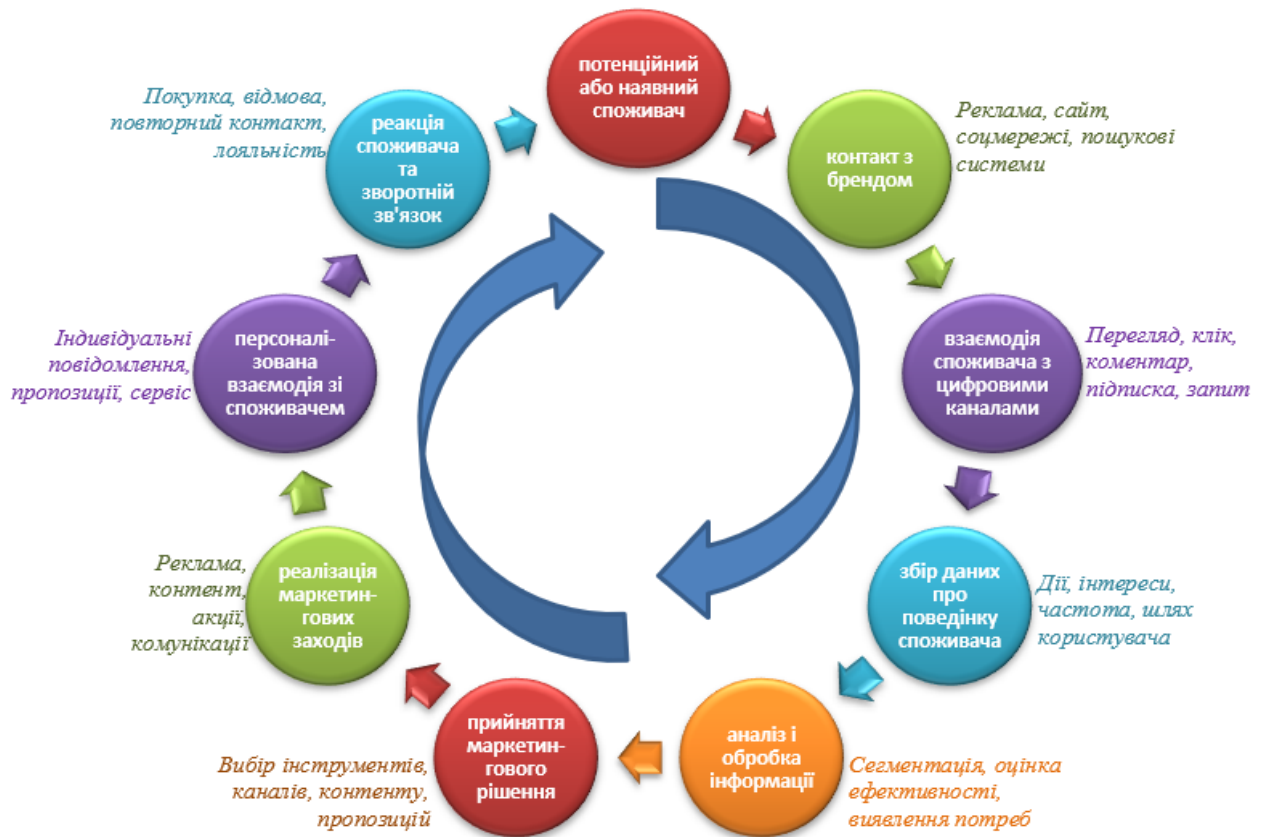 потенційний
або наявний
споживач
контакт з
брендом
Реклама, сайт,
соцмережі, пошукові
системи
взаємодія
споживача з
цифровими
каналами
Перегляд, клік,
коментар,
підписка, запит
збір даних
про
поведінку
споживача
Дії, інтереси,
частота, шлях
користувача
аналіз і
обробка
інформації
Сегментація, оцінка
ефективності,
виявлення потреб
прийняття
маркетин-
гового
рішення
Вибір інструментів,
каналів, контенту,
пропозицій
реалізація
маркетин-
гових
заходів
Реклама,
контент,
акції,
комунікації
персоналі-
зована
взаємодія зі
споживачем
Індивідуальні
повідомлення,
пропозиції, сервіс
реакція
споживача
та
зворотній
зв'язок
Покупка, відмова,
повторний контакт,
лояльність